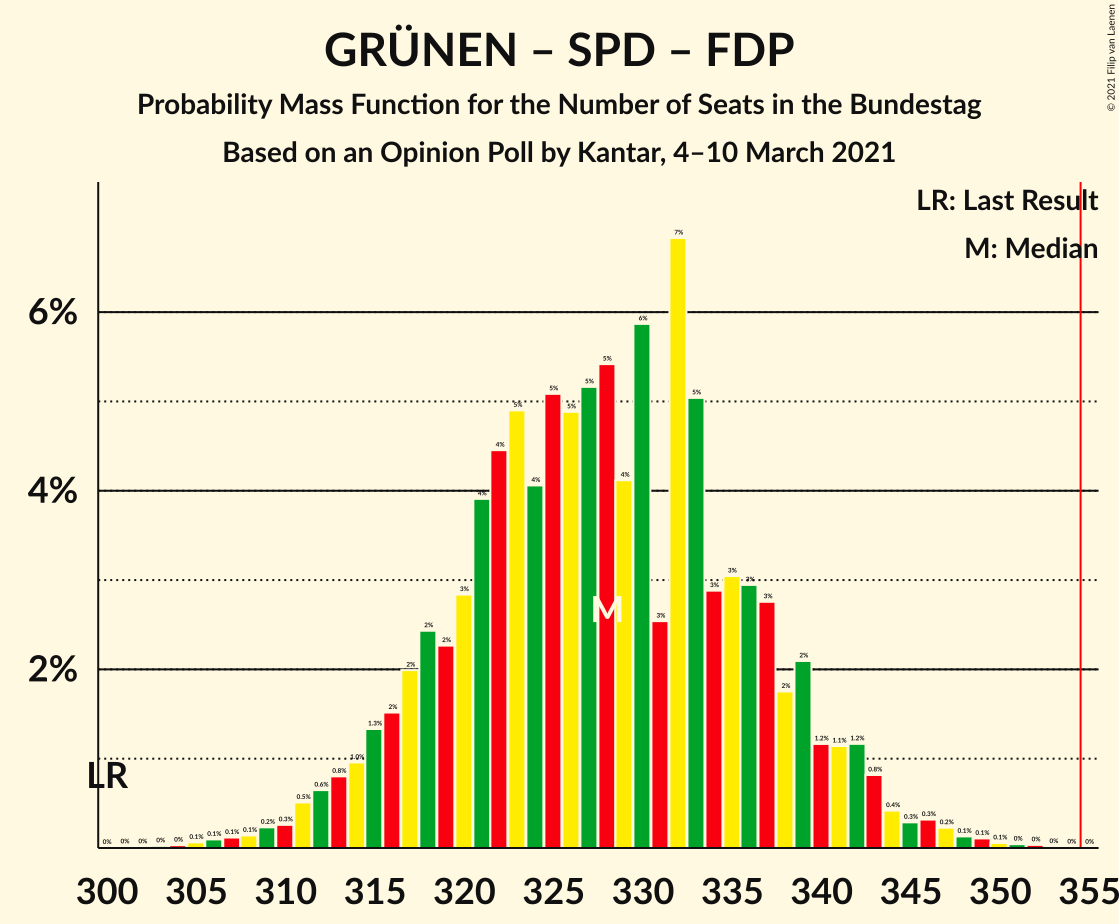 GRÜNEN – SPD – FDP
Probability Mass Function for the Number of Seats in the Bundestag
Based on an Opinion Poll by Kantar, 4–10 March 2021
© 2021 Filip van Laenen
LR: Last Result
M: Median
6%
4%
2%
LR
M
0% 0% 0% 0% 0% 0.1% 0.1% 0.1% 0.1% 0.2% 0.3% 0.5% 0.6% 0.8% 1.0% 1.3% 2% 2% 2% 2% 3% 4% 4% 5% 4% 5% 5% 5% 5% 4% 6% 3% 7% 5% 3% 3% 3% 3% 2% 2% 1.2% 1.1% 1.2% 0.8% 0.4% 0.3% 0.3% 0.2% 0.1% 0.1% 0.1% 0% 0% 0% 0% 0%
300 305 310 315 320 325 330 335 340 345 350 355